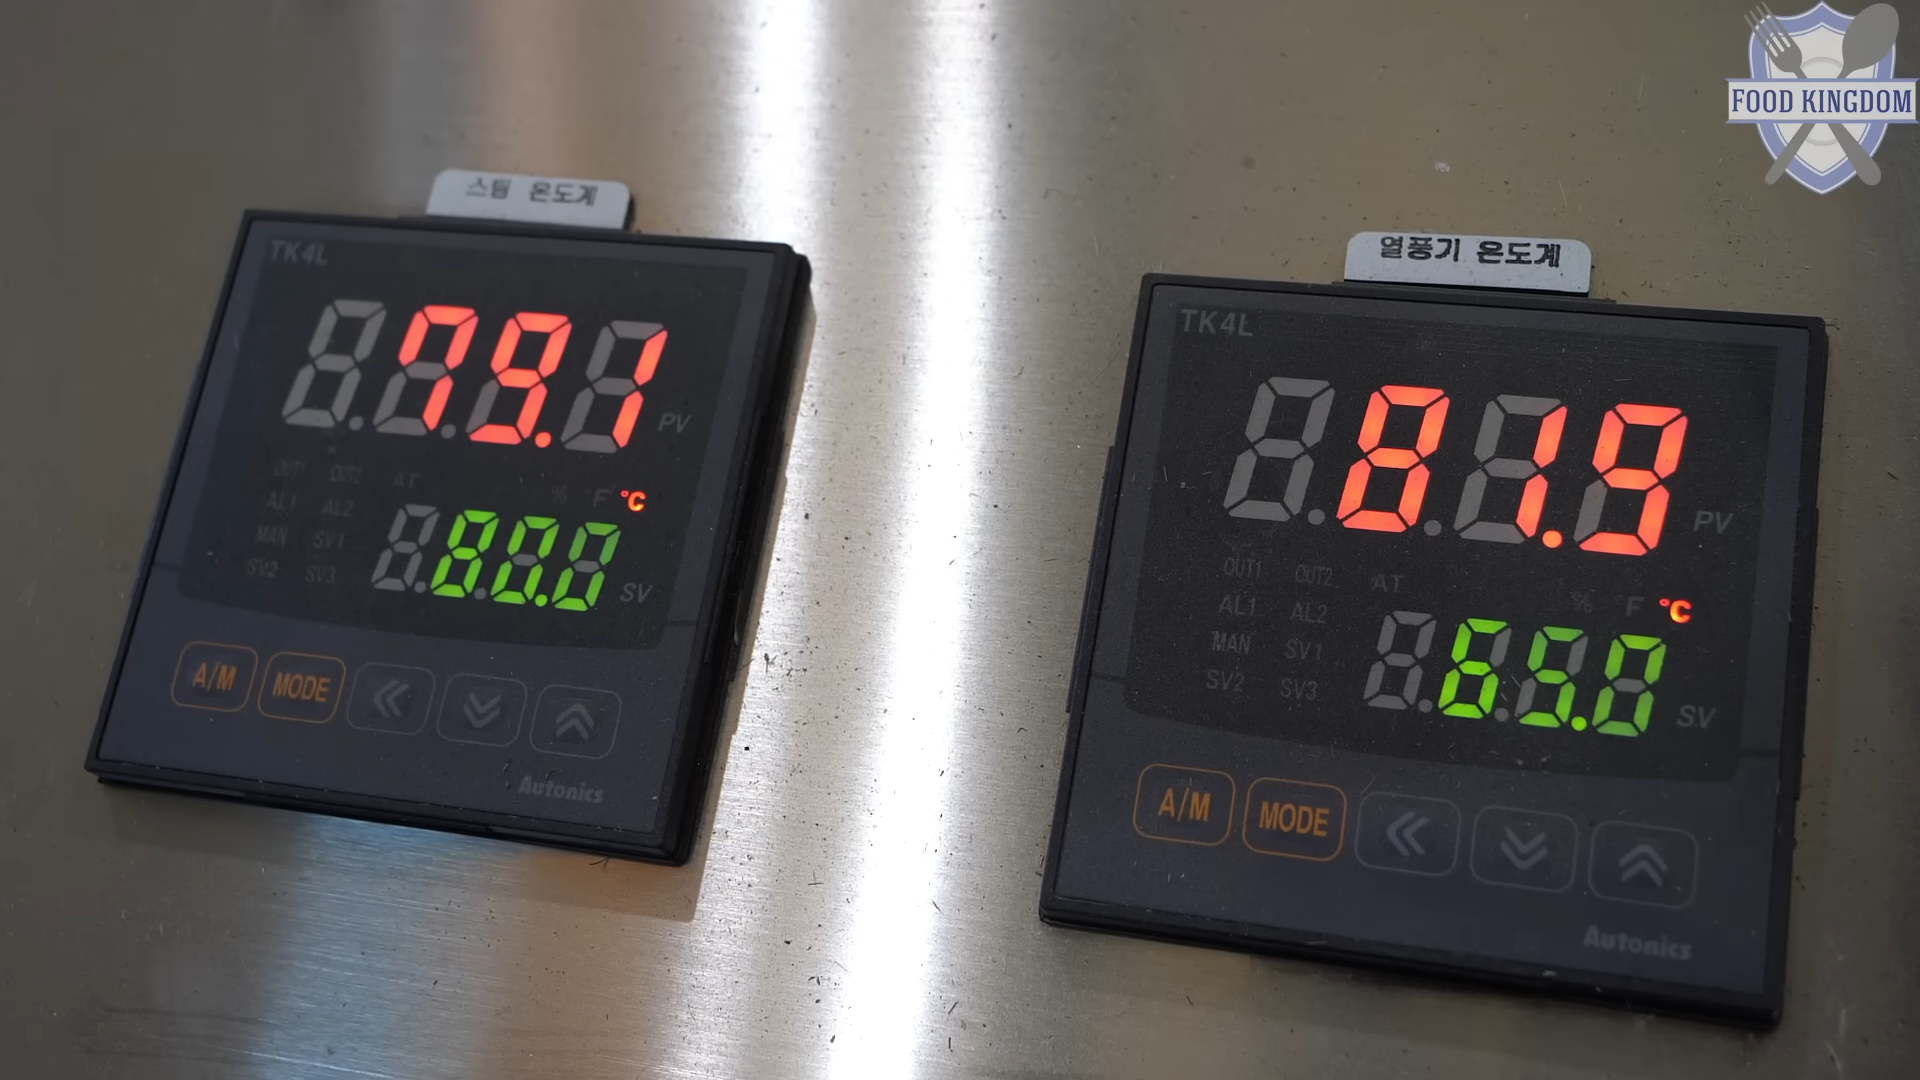 FOOD KINGDOM
스팀 온도계
TK4L
79.1 PV
OUT1 OUT2 AT % °F °C
AL1 AL2
MAN SV1
SV2 SV3
80.0 SV
A/M MODE
Autonics
열풍기 온도계
TK4L
81.9 PV
OUT1 OUT2 AT % °F °C
AL1 AL2
MAN SV1
SV2 SV3
65.0 SV
A/M MODE
Autonics